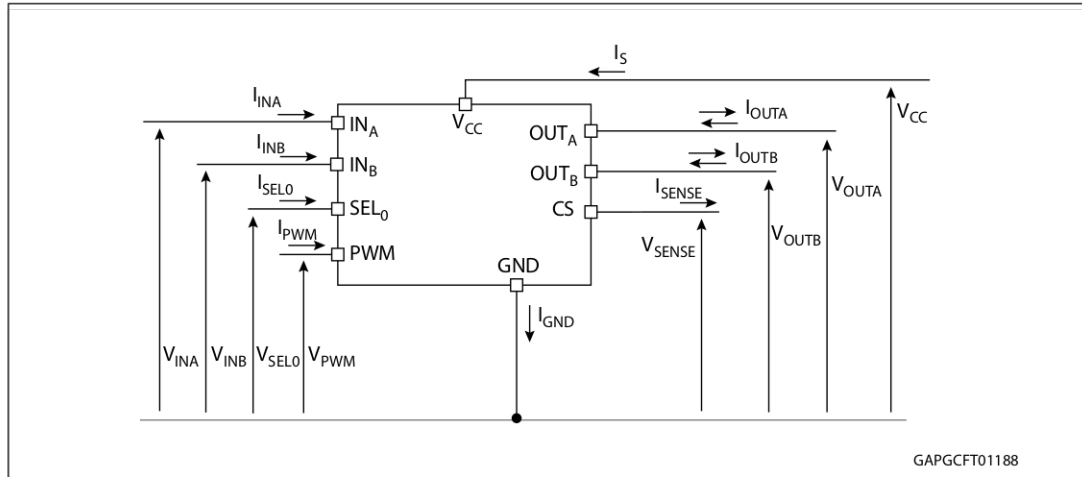 I_S
V_CC
I_INA
IN_A
V_CC
OUT_A
I_OUTA
I_INB
IN_B
OUT_B
I_OUTB
I_SEL0
SEL_0
CS
I_SENSE
V_OUTA
I_PWM
PWM
V_SENSE
V_OUTB
GND
I_GND
V_INA
V_INB
V_SEL0
V_PWM
GAPGCFT01188